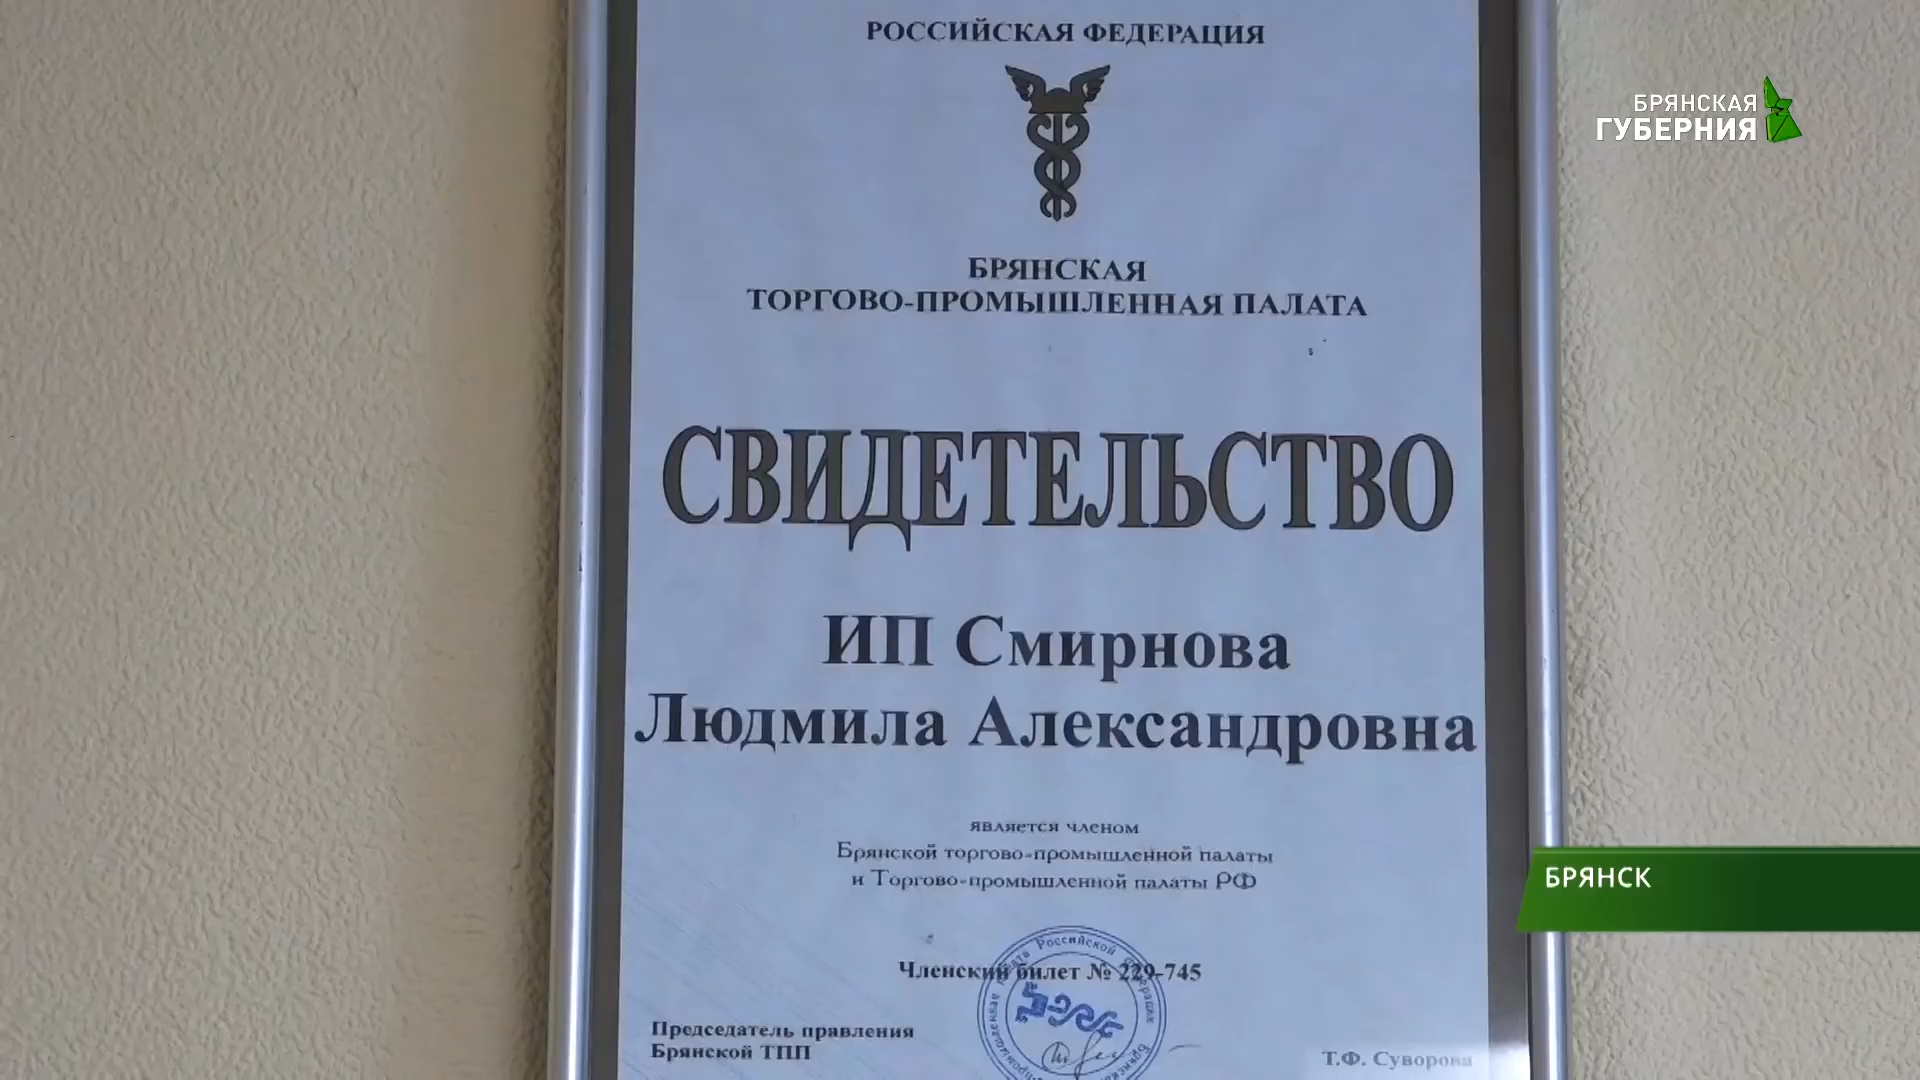 РОССИЙСКАЯ ФЕДЕРАЦИЯ
БРЯНСКАЯ
ГУБЕРНИЯ
БРЯНСКАЯ
ТОРГОВО-ПРОМЫШЛЕННАЯ ПАЛАТА
СВИДЕТЕЛЬСТВО
ИП Смирнова
Людмила Александровна
является членом
Брянской торгово-промышленной палаты
и Торгово-промышленной палаты РФ
БРЯНСК
Членский билет № 229-745
Председатель правления
Брянской ТПП
Т.Ф. Суворова